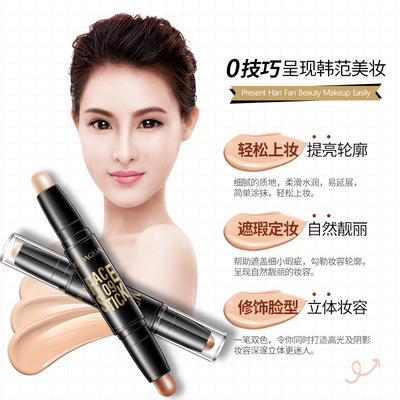 0技巧呈现韩范美妆
Present Han Fan Beauty Makeup Easily
轻松上妆 提亮轮廓
细腻的质地，柔滑水润，易延展，
简单涂抹，轻松上妆。
遮瑕定妆 自然靓丽
帮助遮盖细小瑕疵，勾勒妆容轮廓，
呈现自然靓丽的妆容。
修饰脸型 立体妆容
一笔双色，令你同时打造高光及阴影
妆容深邃立体更迷人。
STICK